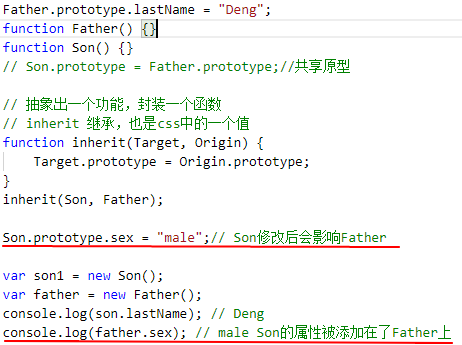 Father.prototype.lastName = "Deng";
function Father() {}
function Son() {}
// Son.prototype = Father.prototype;//共享原型
// 抽象出一个功能，封装一个函数
// inherit 继承，也是css中的一个值
function inherit(Target, Origin) {
    Target.prototype = Origin.prototype;
}
inherit(Son, Father);
Son.prototype.sex = "male";// Son修改后会影响Father
var son1 = new Son();
var father = new Father();
console.log(son.lastName); // Deng
console.log(father.sex); // male Son的属性被添加在了Father上